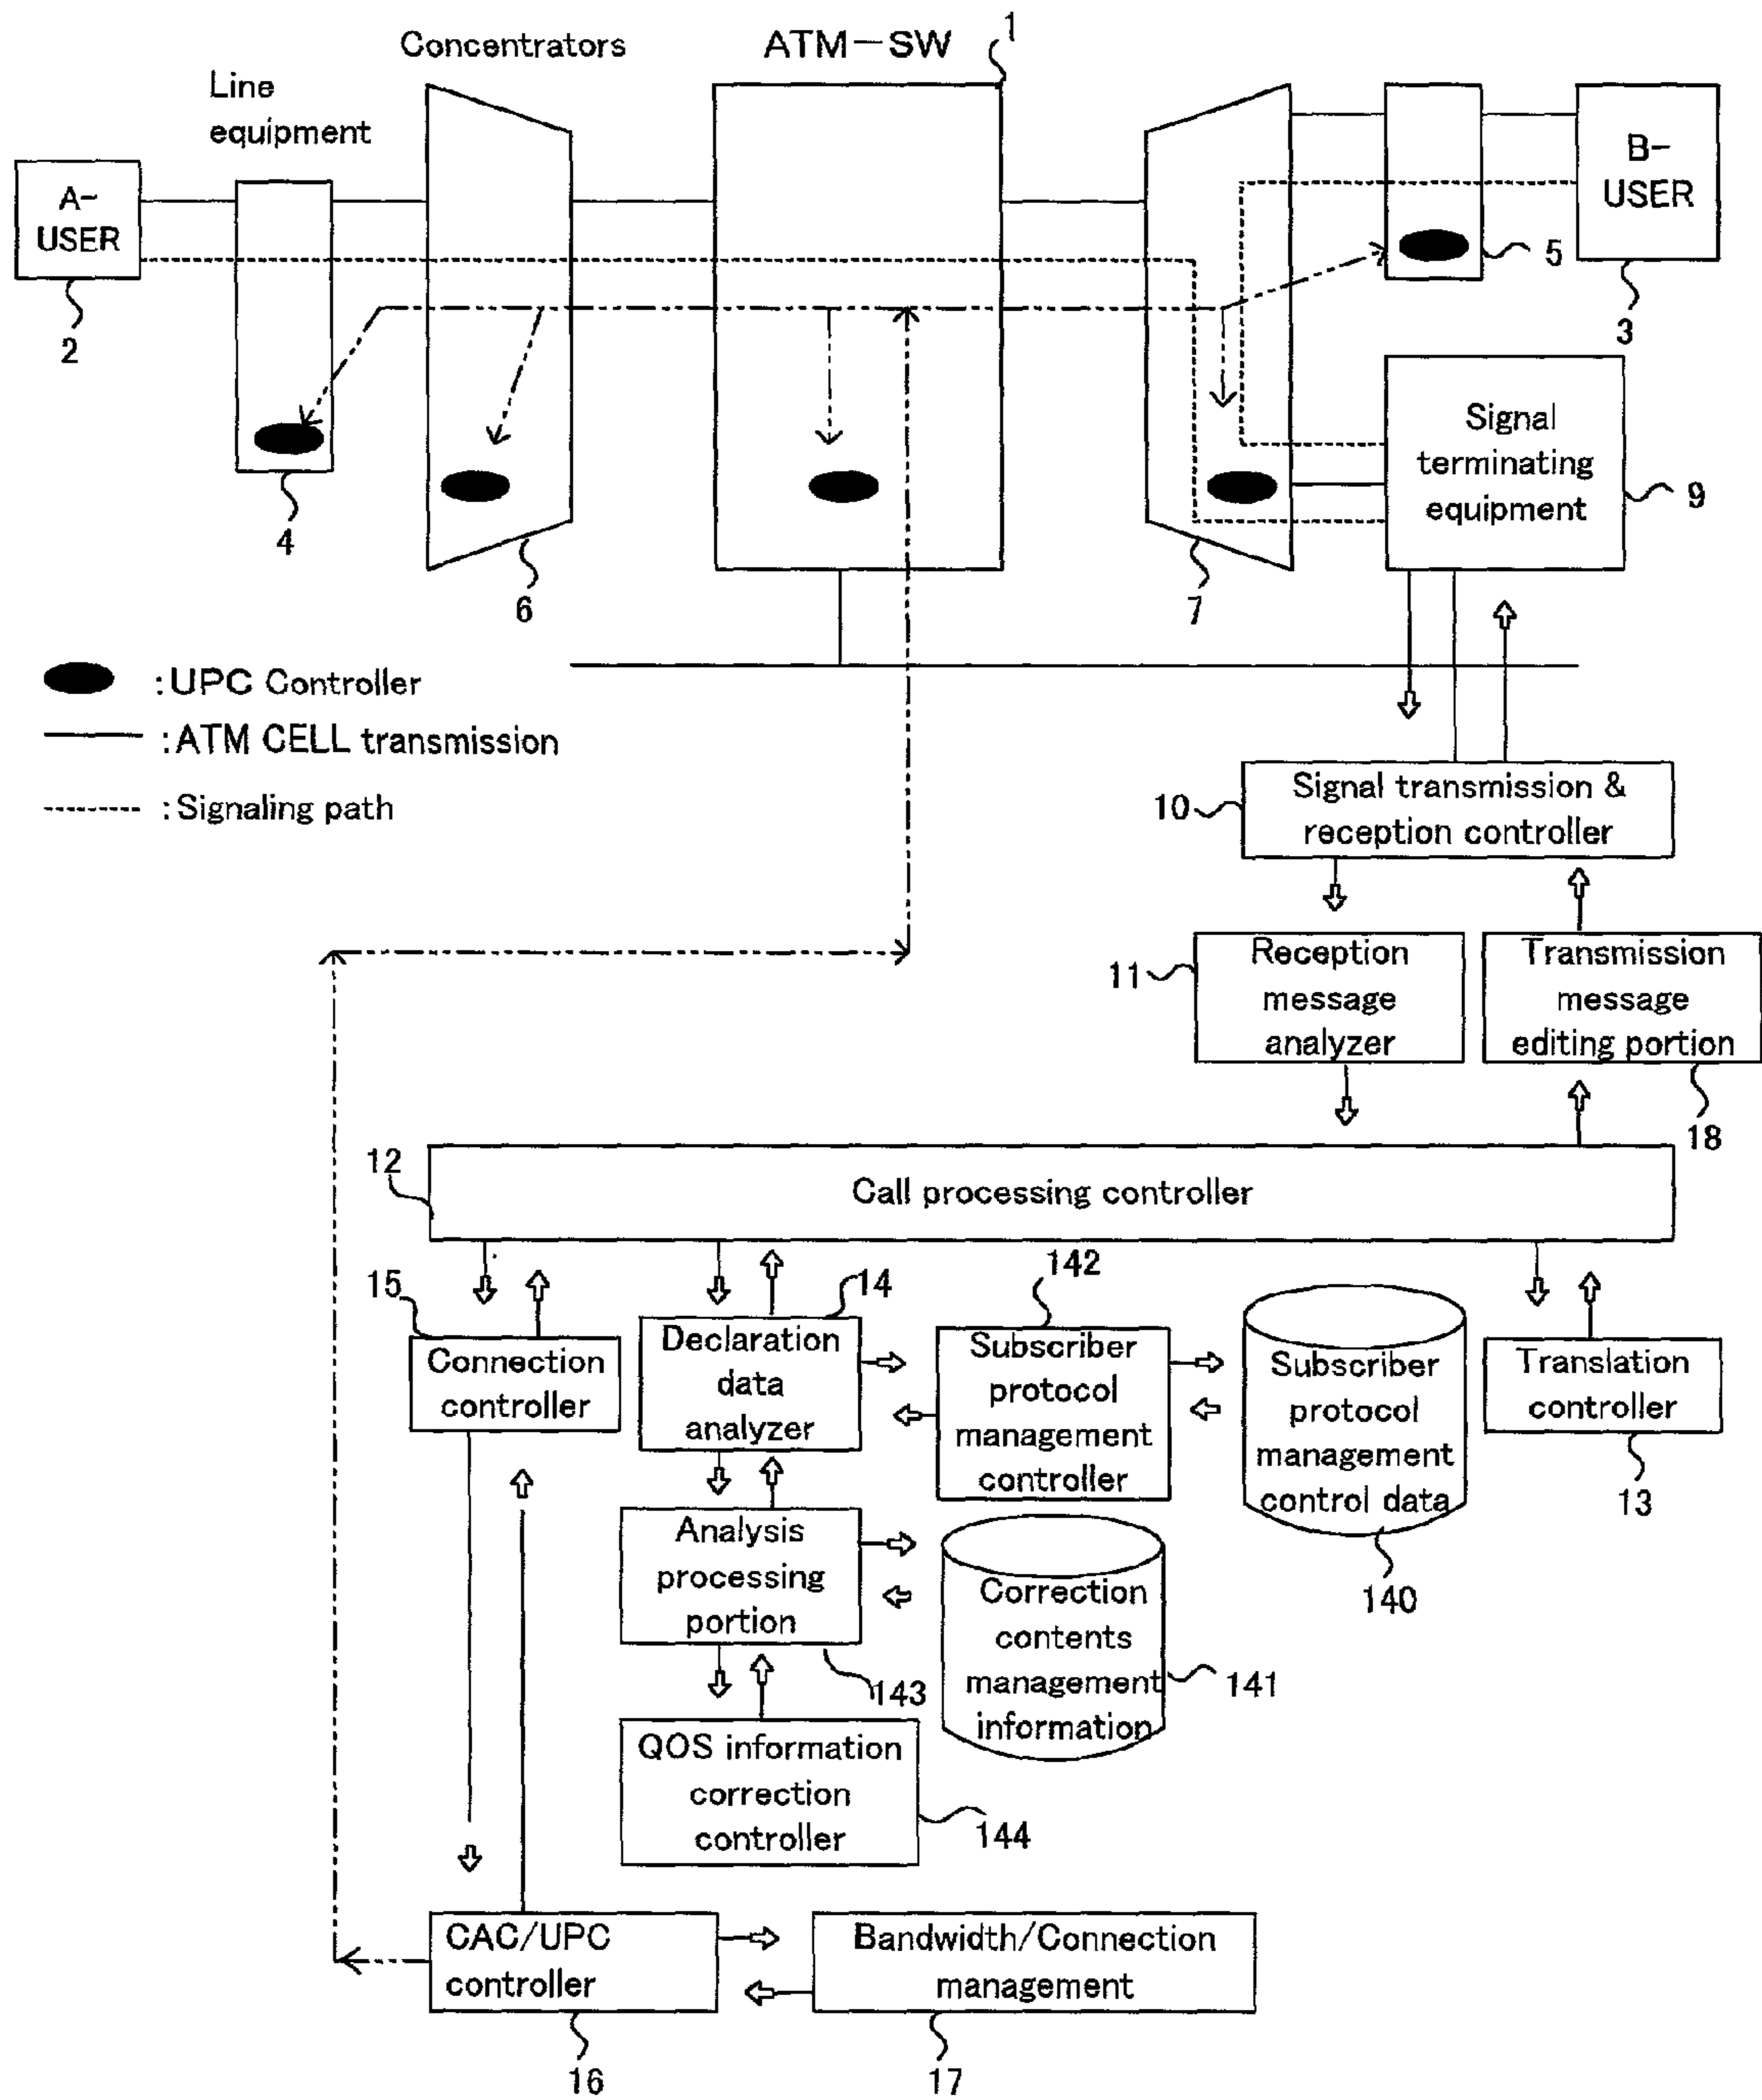 Concentrators
ATM-SW
1
Line
equipment
A-
USER
2
4
6
7
B-
USER
5
3
Signal
terminating
equipment
9
:UPC Controller
:ATM CELL transmission
:Signaling path
10
Signal transmission &
reception controller
11
Reception
message
analyzer
Transmission
message
editing portion
18
12
Call processing controller
15
Connection
controller
14
Declaration
data
analyzer
142
Subscriber
protocol
management
controller
Subscriber
protocol
management
control data
140
Translation
controller
13
Analysis
processing
portion
143
Correction
contents
management
information
141
QOS information
correction
controller
144
CAC/UPC
controller
16
Bandwidth/Connection
management
17